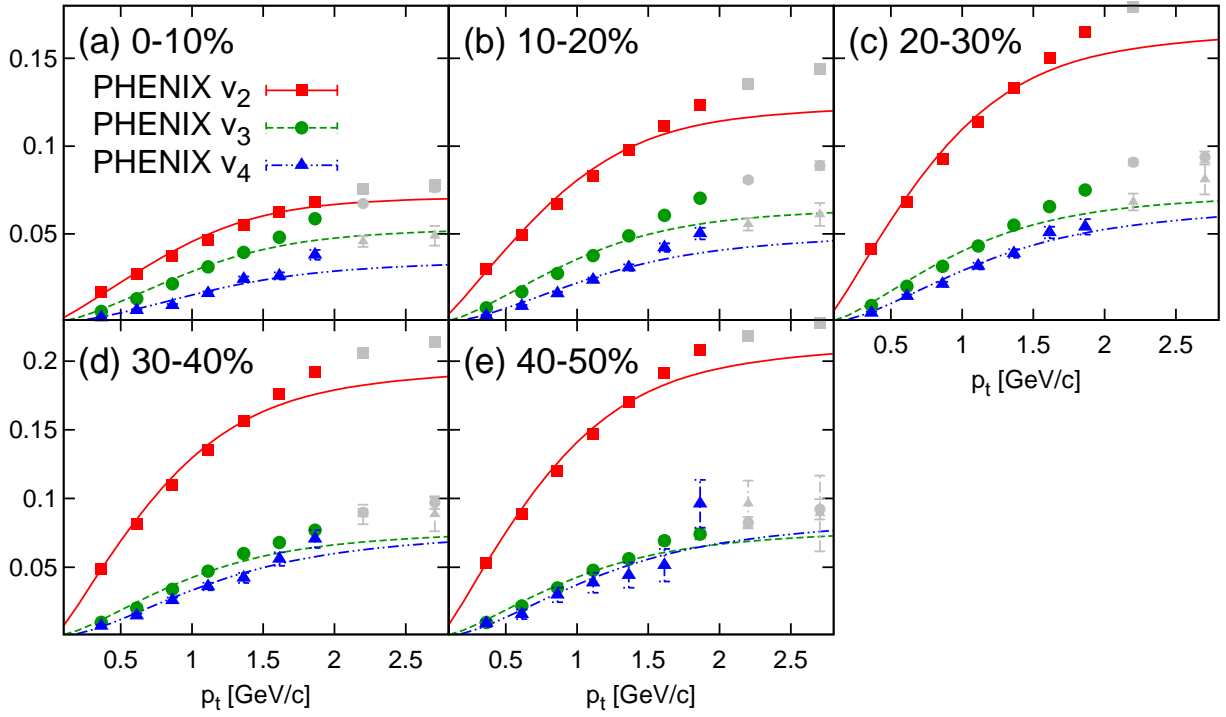 (a) 0-10%
(b) 10-20%
(c) 20-30%
PHENIX v2
PHENIX v3
PHENIX v4
0.15
0.1
0.05
0.5 1 1.5 2 2.5
pt [GeV/c]
(d) 30-40%
(e) 40-50%
0.2
0.15
0.1
0.05
0.5 1 1.5 2 2.5
0.5 1 1.5 2 2.5
pt [GeV/c]
pt [GeV/c]